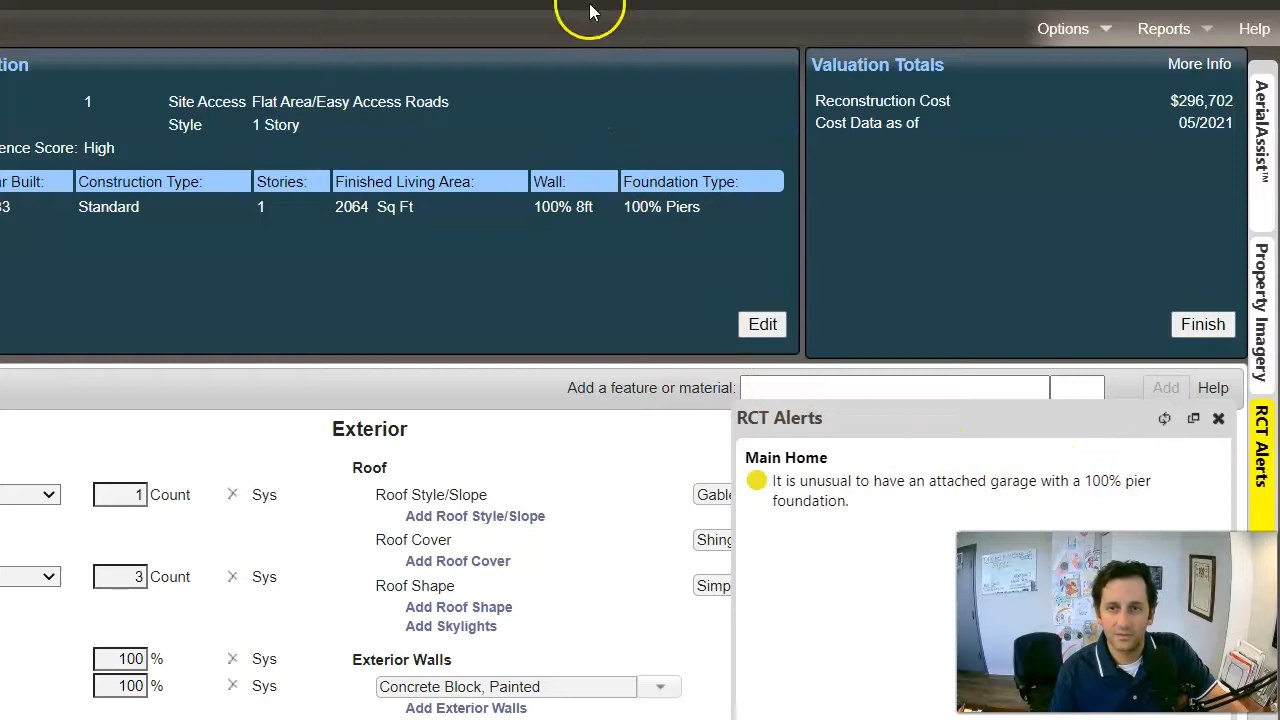 Options
Reports
Help
tion
1
Site Access Flat Area/Easy Access Roads
Style 1 Story
ence Score: High
r Built: Construction Type: Stories: Finished Living Area: Wall: Foundation Type:
3 Standard 1 2064 Sq Ft 100% 8ft 100% Piers
Edit
Valuation Totals More Info
Reconstruction Cost $296,702
Cost Data as of 05/2021
Finish
AerialAssist™
Property Imagery
RCT Alerts
Add a feature or material:
Add
Help
1 Count X Sys
3 Count X Sys
100 % X Sys
100 % X Sys
Exterior
Roof
Roof Style/Slope Gable
Add Roof Style/Slope
Roof Cover Shing
Add Roof Cover
Roof Shape Simp
Add Roof Shape
Add Skylights
Exterior Walls
Concrete Block, Painted
Add Exterior Walls
RCT Alerts
Main Home
It is unusual to have an attached garage with a 100% pier
foundation.